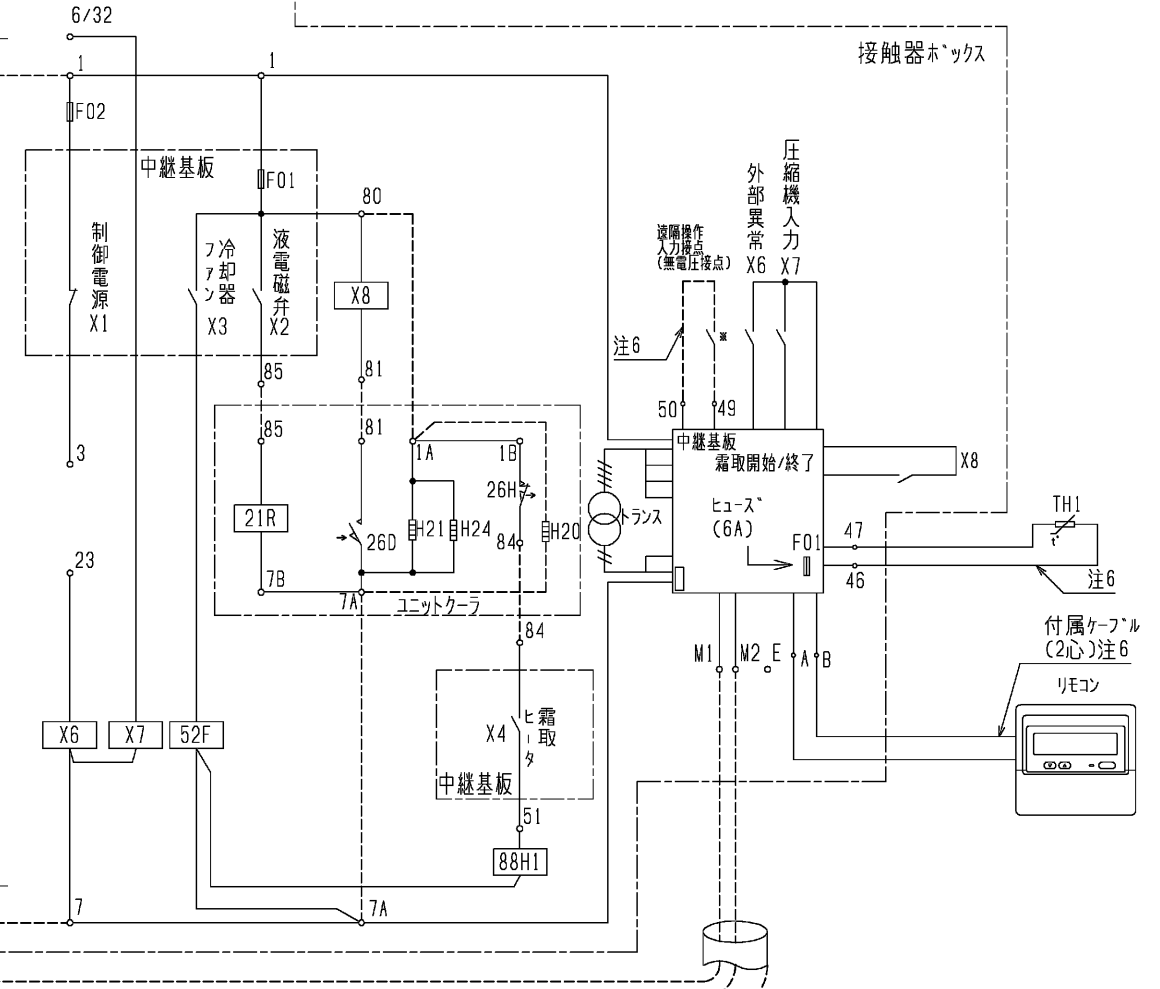 6/32
接触器ボックス
1
1
F02
中継基板
F01
80
制御電源
X1
冷却器
ファン
X3
液電磁弁
X2
X8
遠隔操作
入力接点
(無電圧接点)
外部異常
X6
圧縮機入力
X7
注6
※
85
81
50
49
85
81
1A
1B
中継基板
霜取開始/終了
X8
3
26H
ヒューズ
(6A)
TH1
t°
21R
26D
H21
H24
84
H20
トランス
F01
47
46
注6
23
7B
7A
ユニットクーラ
84
M1
M2
E
A
B
付属ケーブル
(2心)注6
リモコン
X6
X7
52F
X4
霜取
ヒータ
中継基板
51
88H1
7
7A